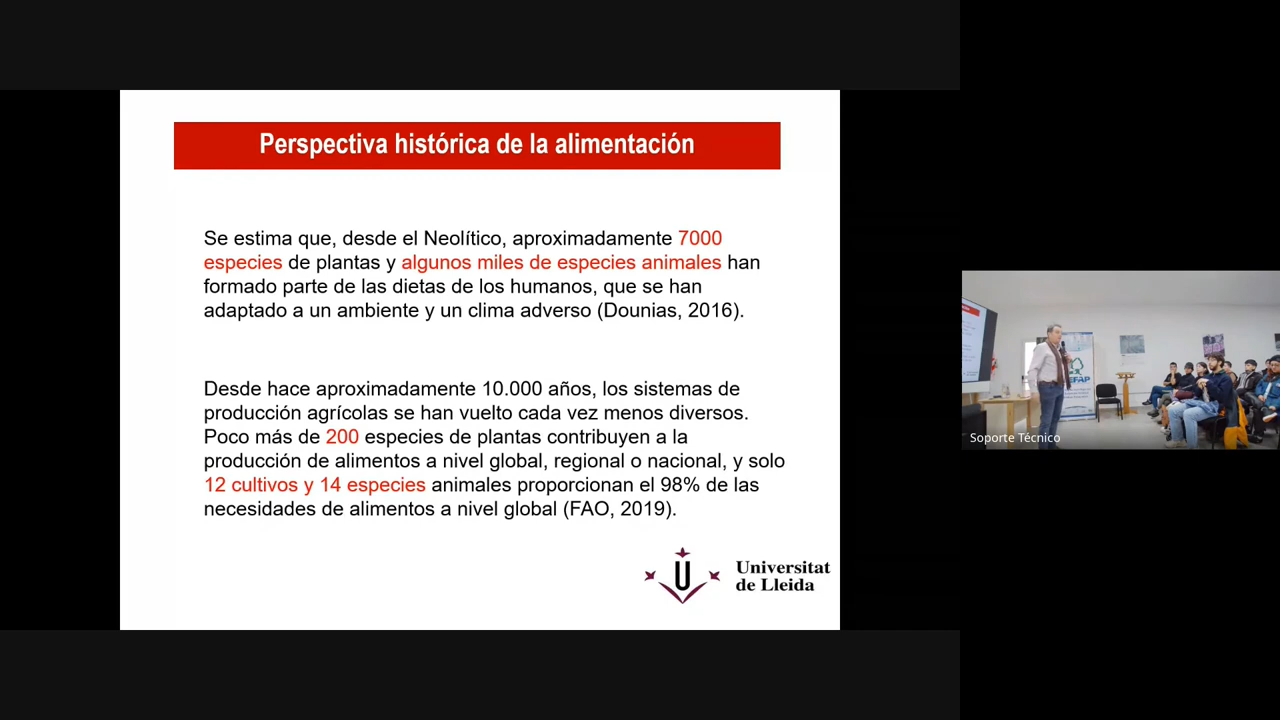 Perspectiva histórica de la alimentación
Se estima que, desde el Neolítico, aproximadamente 7000
especies de plantas y algunos miles de especies animales han
formado parte de las dietas de los humanos, que se han
adaptado a un ambiente y un clima adverso (Dounias, 2016).
Desde hace aproximadamente 10.000 años, los sistemas de
producción agrícolas se han vuelto cada vez menos diversos.
Poco más de 200 especies de plantas contribuyen a la
producción de alimentos a nivel global, regional o nacional, y solo
12 cultivos y 14 especies animales proporcionan el 98% de las
necesidades de alimentos a nivel global (FAO, 2019).
U
Universitat
de Lleida
Soporte Técnico